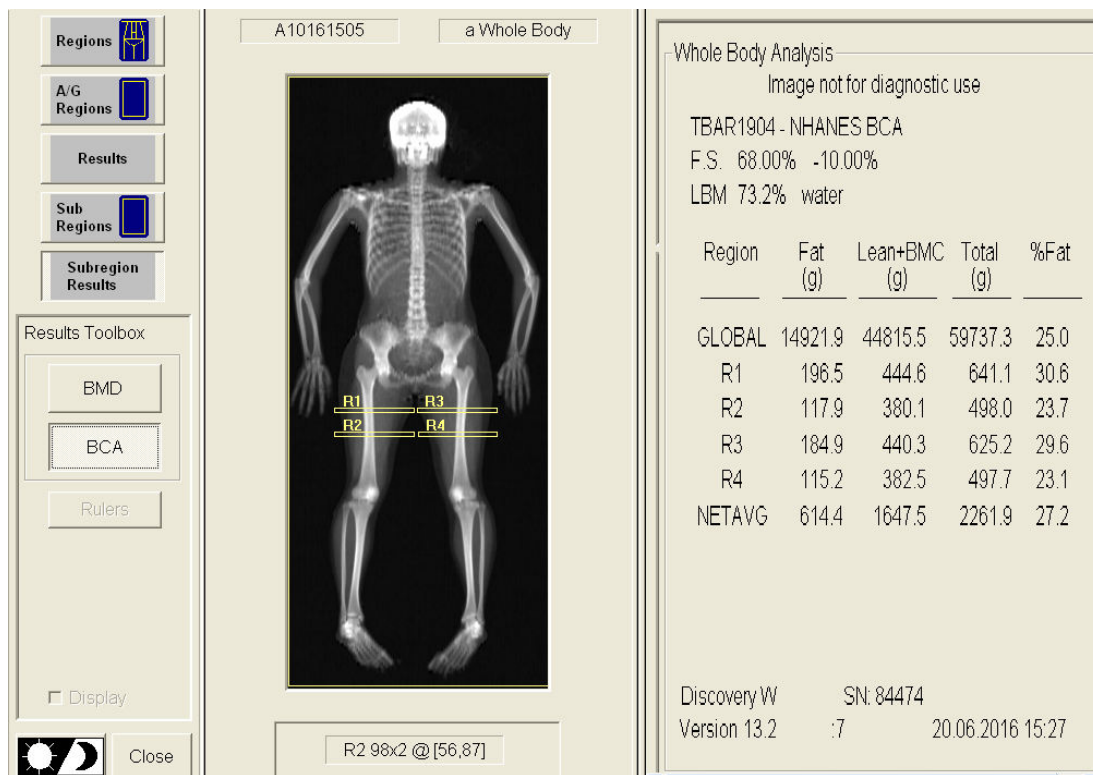 Regions
A/G
Regions
Results
Sub
Regions
Subregion
Results
Results Toolbox
BMD
BCA
Rulers
Display
Close
A10161505
a Whole Body
R1 R3
R2 R4
R2 98x2 @ [56,87]
Whole Body Analysis
Image not for diagnostic use
TBAR1904 - NHANES BCA
F.S. 68.00% -10.00%
LBM 73.2% water
Region Fat Lean+BMC Total %Fat
(g) (g) (g)
GLOBAL 14921.9 44815.5 59737.3 25.0
R1 196.5 444.6 641.1 30.6
R2 117.9 380.1 498.0 23.7
R3 184.9 440.3 625.2 29.6
R4 115.2 382.5 497.7 23.1
NETAVG 614.4 1647.5 2261.9 27.2
Discovery W SN: 84474
Version 13.2 :7 20.06.2016 15:27